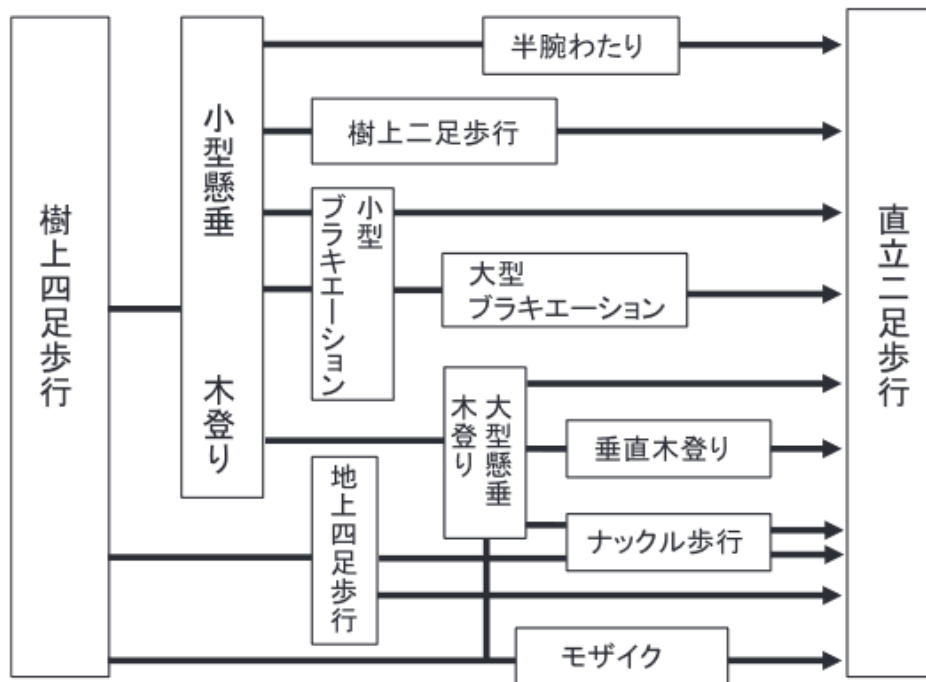 樹上四足歩行
小型懸垂
木登り
半腕わたり
樹上二足歩行
小型
ブラキエーション
大型
ブラキエーション
大型懸垂
木登り
垂直木登り
地上四足歩行
ナックル歩行
モザイク
直立二足歩行